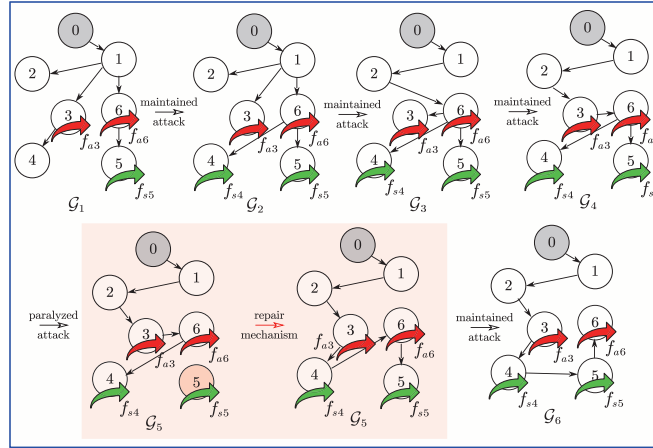 0
1
2
3
6
4
5
f_{a3}
f_{a6}
f_{s5}
𝒢_1
maintained
attack
0
1
2
3
6
4
5
f_{a3}
f_{a6}
f_{s4}
f_{s5}
𝒢_2
maintained
attack
0
1
2
3
6
4
5
f_{a3}
f_{a6}
f_{s4}
f_{s5}
𝒢_3
maintained
attack
0
1
2
3
6
4
5
f_{a3}
f_a
f_{s4}
f_s
𝒢_4
paralyzed
attack
0
1
2
3
6
4
5
f_{a3}
f_{a6}
f_{s4}
f_{s5}
𝒢_5
repair
mechanism
0
1
2
3
6
4
5
f_{a3}
f_{a6}
f_{s4}
f_{s5}
𝒢_5
maintained
attack
0
1
2
3
6
4
5
f_{a3}
f_{a6}
f_{s4}
f_{s5}
𝒢_6